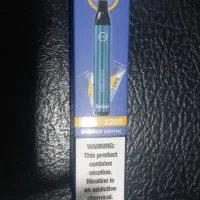 3200
ENERGY DRINK
WARNING:
This product
contains
nicotine.
Nicotine is
an addictive
chemical.